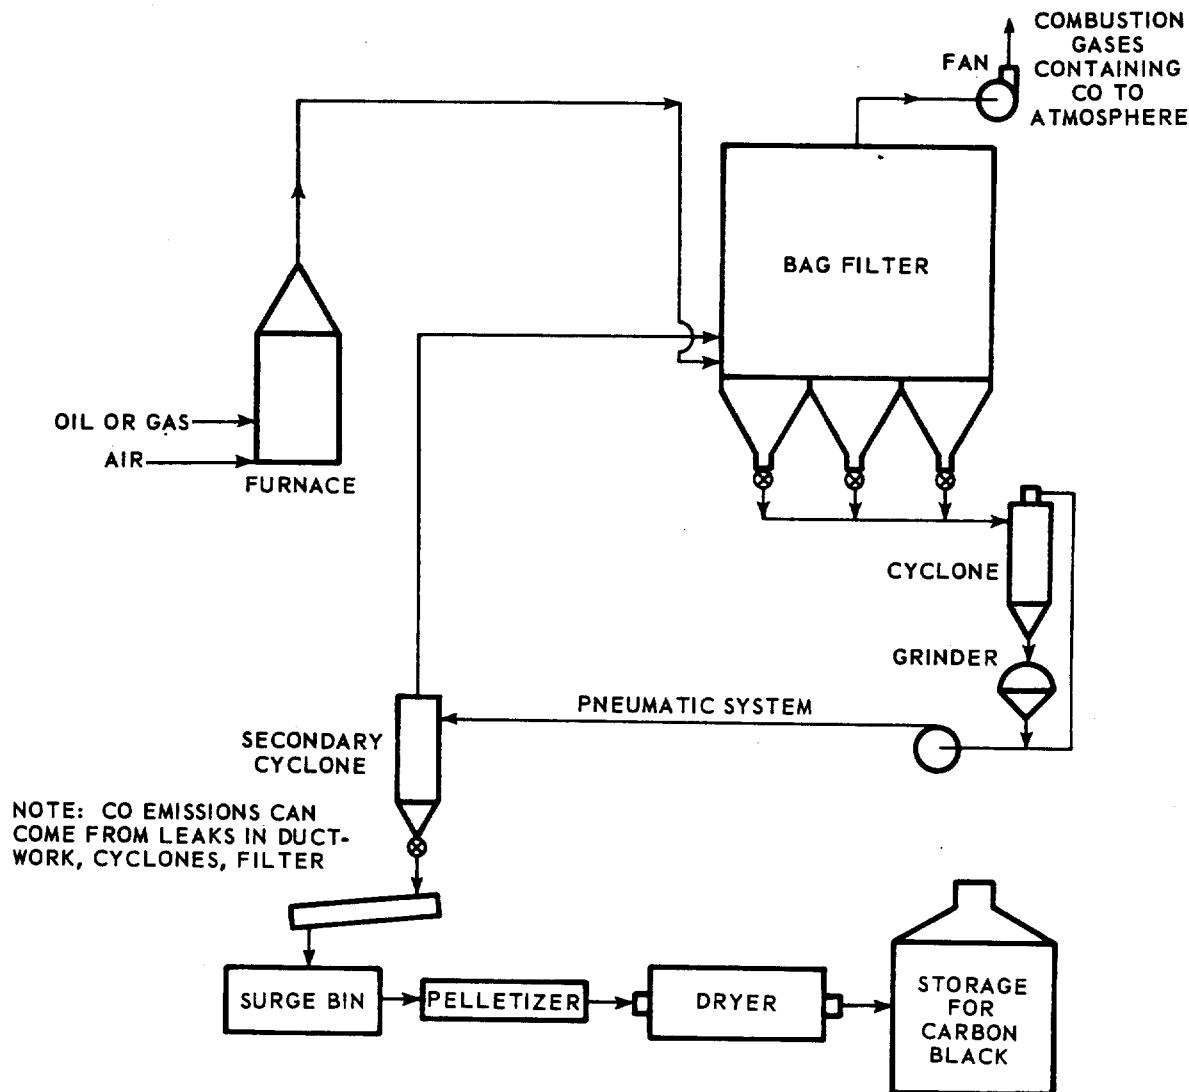 COMBUSTION
GASES
CONTAINING
CO TO
ATMOSPHERE
FAN
BAG FILTER
OIL OR GAS
AIR
FURNACE
CYCLONE
GRINDER
PNEUMATIC SYSTEM
SECONDARY
CYCLONE
NOTE: CO EMISSIONS CAN
COME FROM LEAKS IN DUCT-
WORK, CYCLONES, FILTER
SURGE BIN
PELLETIZER
DRYER
STORAGE
FOR
CARBON
BLACK